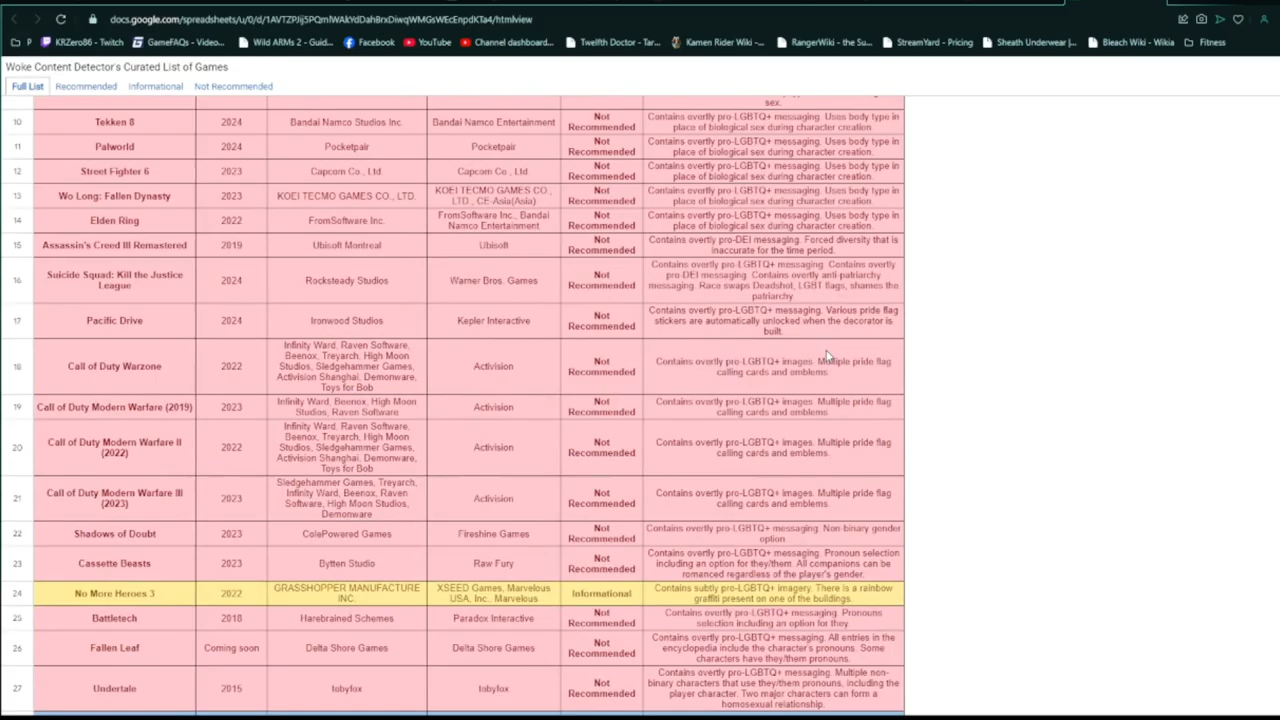 docs.google.com/spreadsheets/u/0/d/1AVTZPJij5PQmlWAkYdDahBrxDiwqWMGsWEcEnpdKTa4/htmlview
P KRZero86 - Twitch GameFAQs - Video... Wild ARMs 2 - Guid... Facebook YouTube Channel dashboard... Twelfth Doctor - Tar... Kamen Rider Wiki -... RangerWiki - the Su... StreamYard - Pricing Sheath Underwear |... Bleach Wiki - Wikia Fitness
Woke Content Detector's Curated List of Games
Full List Recommended Informational Not Recommended
sex.
10 Tekken 8 2024 Bandai Namco Studios Inc. Bandai Namco Entertainment Not Recommended Contains overtly pro-LGBTQ+ messaging. Uses body type in
place of biological sex during character creation.
11 Palworld 2024 Pocketpair Pocketpair Not Recommended Contains overtly pro-LGBTQ+ messaging. Uses body type in
place of biological sex during character creation.
12 Street Fighter 6 2023 Capcom Co., Ltd. Capcom Co., Ltd. Not Recommended Contains overtly pro-LGBTQ+ messaging. Uses body type in
place of biological sex during character creation.
13 Wo Long: Fallen Dynasty 2023 KOEI TECMO GAMES CO., LTD. KOEI TECMO GAMES CO., LTD., CE-Asia(Asia) Not Recommended Contains overtly pro-LGBTQ+ messaging. Uses body type in
place of biological sex during character creation.
14 Elden Ring 2022 FromSoftware Inc. FromSoftware Inc., Bandai Namco Entertainment Not Recommended Contains overtly pro-LGBTQ+ messaging. Uses body type in
place of biological sex during character creation.
15 Assassin's Creed III Remastered 2019 Ubisoft Montreal Ubisoft Not Recommended Contains overtly pro-DEI messaging. Forced diversity that is
inaccurate for the time period.
16 Suicide Squad: Kill the Justice League 2024 Rocksteady Studios Warner Bros. Games Not Recommended Contains overtly pro-LGBTQ+ messaging. Contains overtly
pro-DEI messaging. Contains overtly anti-patriarchy
messaging. Race swaps Deadshot, LGBT flags, shames the
patriarchy.
17 Pacific Drive 2024 Ironwood Studios Kepler Interactive Not Recommended Contains overtly pro-LGBTQ+ messaging. Various pride flag
stickers are automatically unlocked when the decorator is
built.
18 Call of Duty Warzone 2022 Infinity Ward, Raven Software,
Beenox, Treyarch, High Moon
Studios, Sledgehammer Games,
Activision Shanghai, Demonware,
Toys for Bob Activision Not Recommended Contains overtly pro-LGBTQ+ images. Multiple pride flag
calling cards and emblems.
19 Call of Duty Modern Warfare (2019) 2023 Infinity Ward, Beenox, High Moon
Studios, Raven Software Activision Not Recommended Contains overtly pro-LGBTQ+ images. Multiple pride flag
calling cards and emblems.
20 Call of Duty Modern Warfare II (2022) 2022 Infinity Ward, Raven Software,
Beenox, Treyarch, High Moon
Studios, Sledgehammer Games,
Activision Shanghai, Demonware,
Toys for Bob Activision Not Recommended Contains overtly pro-LGBTQ+ images. Multiple pride flag
calling cards and emblems.
21 Call of Duty Modern Warfare III (2023) 2023 Sledgehammer Games, Treyarch,
Infinity Ward, Beenox, Raven
Software, High Moon Studios,
Demonware Activision Not Recommended Contains overtly pro-LGBTQ+ images. Multiple pride flag
calling cards and emblems.
22 Shadows of Doubt 2023 ColePowered Games Fireshine Games Not Recommended Contains overtly pro-LGBTQ+ messaging. Non binary gender
option
23 Cassette Beasts 2023 Bytten Studio Raw Fury Not Recommended Contains overtly pro-LGBTQ+ messaging. Pronoun selection
including an option for they/them. All companions can be
romanced regardless of the player's gender.
24 No More Heroes 3 2022 GRASSHOPPER MANUFACTURE INC. XSEED Games, Marvelous USA, Inc., Marvelous Informational Contains subtly pro-LGBTQ+ imagery. There is a rainbow
graffiti present on one of the buildings.
25 Battletech 2018 Harebrained Schemes Paradox Interactive Not Recommended Contains overtly pro-LGBTQ+ messaging. Pronouns
selection including an option for they.
26 Fallen Leaf Coming soon Delta Shore Games Delta Shore Games Not Recommended Contains overtly pro-LGBTQ+ messaging. All entries in the
encyclopedia include the character's pronouns. Some
characters have they/them pronouns.
27 Undertale 2015 tobyfox tobyfox Not Recommended Contains overtly pro-LGBTQ+ messaging. Multiple non-
binary characters that use they/them pronouns, including the
player character. Two major characters can form a
homosexual relationship.